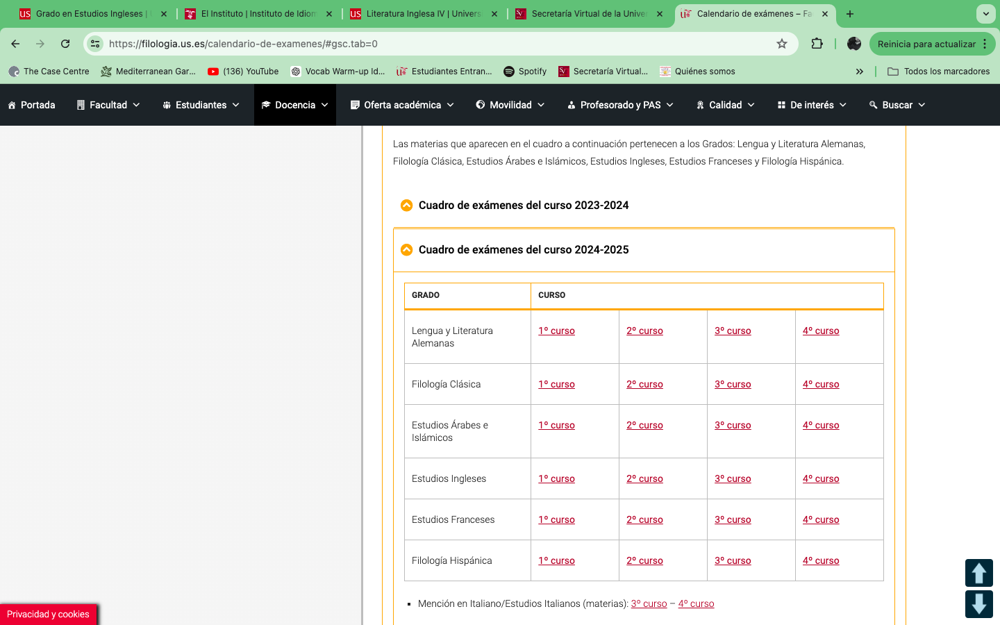 Grado en Estudios Ingleses |
El Instituto | Instituto de Idiom
Literatura Inglesa IV | Univers
Secretaría Virtual de la Unive
Calendario de exámenes – Fa
https://filologia.us.es/calendario-de-examenes/#gsc.tab=0
Reinicia para actualizar
The Case Centre
Mediterranean Gar...
(136) YouTube
Vocab Warm-up Id...
Estudiantes Entran...
Spotify
Secretaría Virtual...
Quiénes somos
Todos los marcadores
Portada
Facultad
Estudiantes
Docencia
Oferta académica
Movilidad
Profesorado y PAS
Calidad
De interés
Buscar
Las materias que aparecen en el cuadro a continuación pertenecen a los Grados: Lengua y Literatura Alemanas,
Filología Clásica, Estudios Árabes e Islámicos, Estudios Ingleses, Estudios Franceses y Filología Hispánica.
Cuadro de exámenes del curso 2023-2024
Cuadro de exámenes del curso 2024-2025
GRADO CURSO
Lengua y Literatura
Alemanas
1º curso 2º curso 3º curso 4º curso
Filología Clásica 1º curso 2º curso 3º curso 4º curso
Estudios Árabes e
Islámicos
1º curso 2º curso 3º curso 4º curso
Estudios Ingleses 1º curso 2º curso 3º curso 4º curso
Estudios Franceses 1º curso 2º curso 3º curso 4º curso
Filología Hispánica 1º curso 2º curso 3º curso 4º curso
Mención en Italiano/Estudios Italianos (materias): 3º curso – 4º curso
Privacidad y cookies